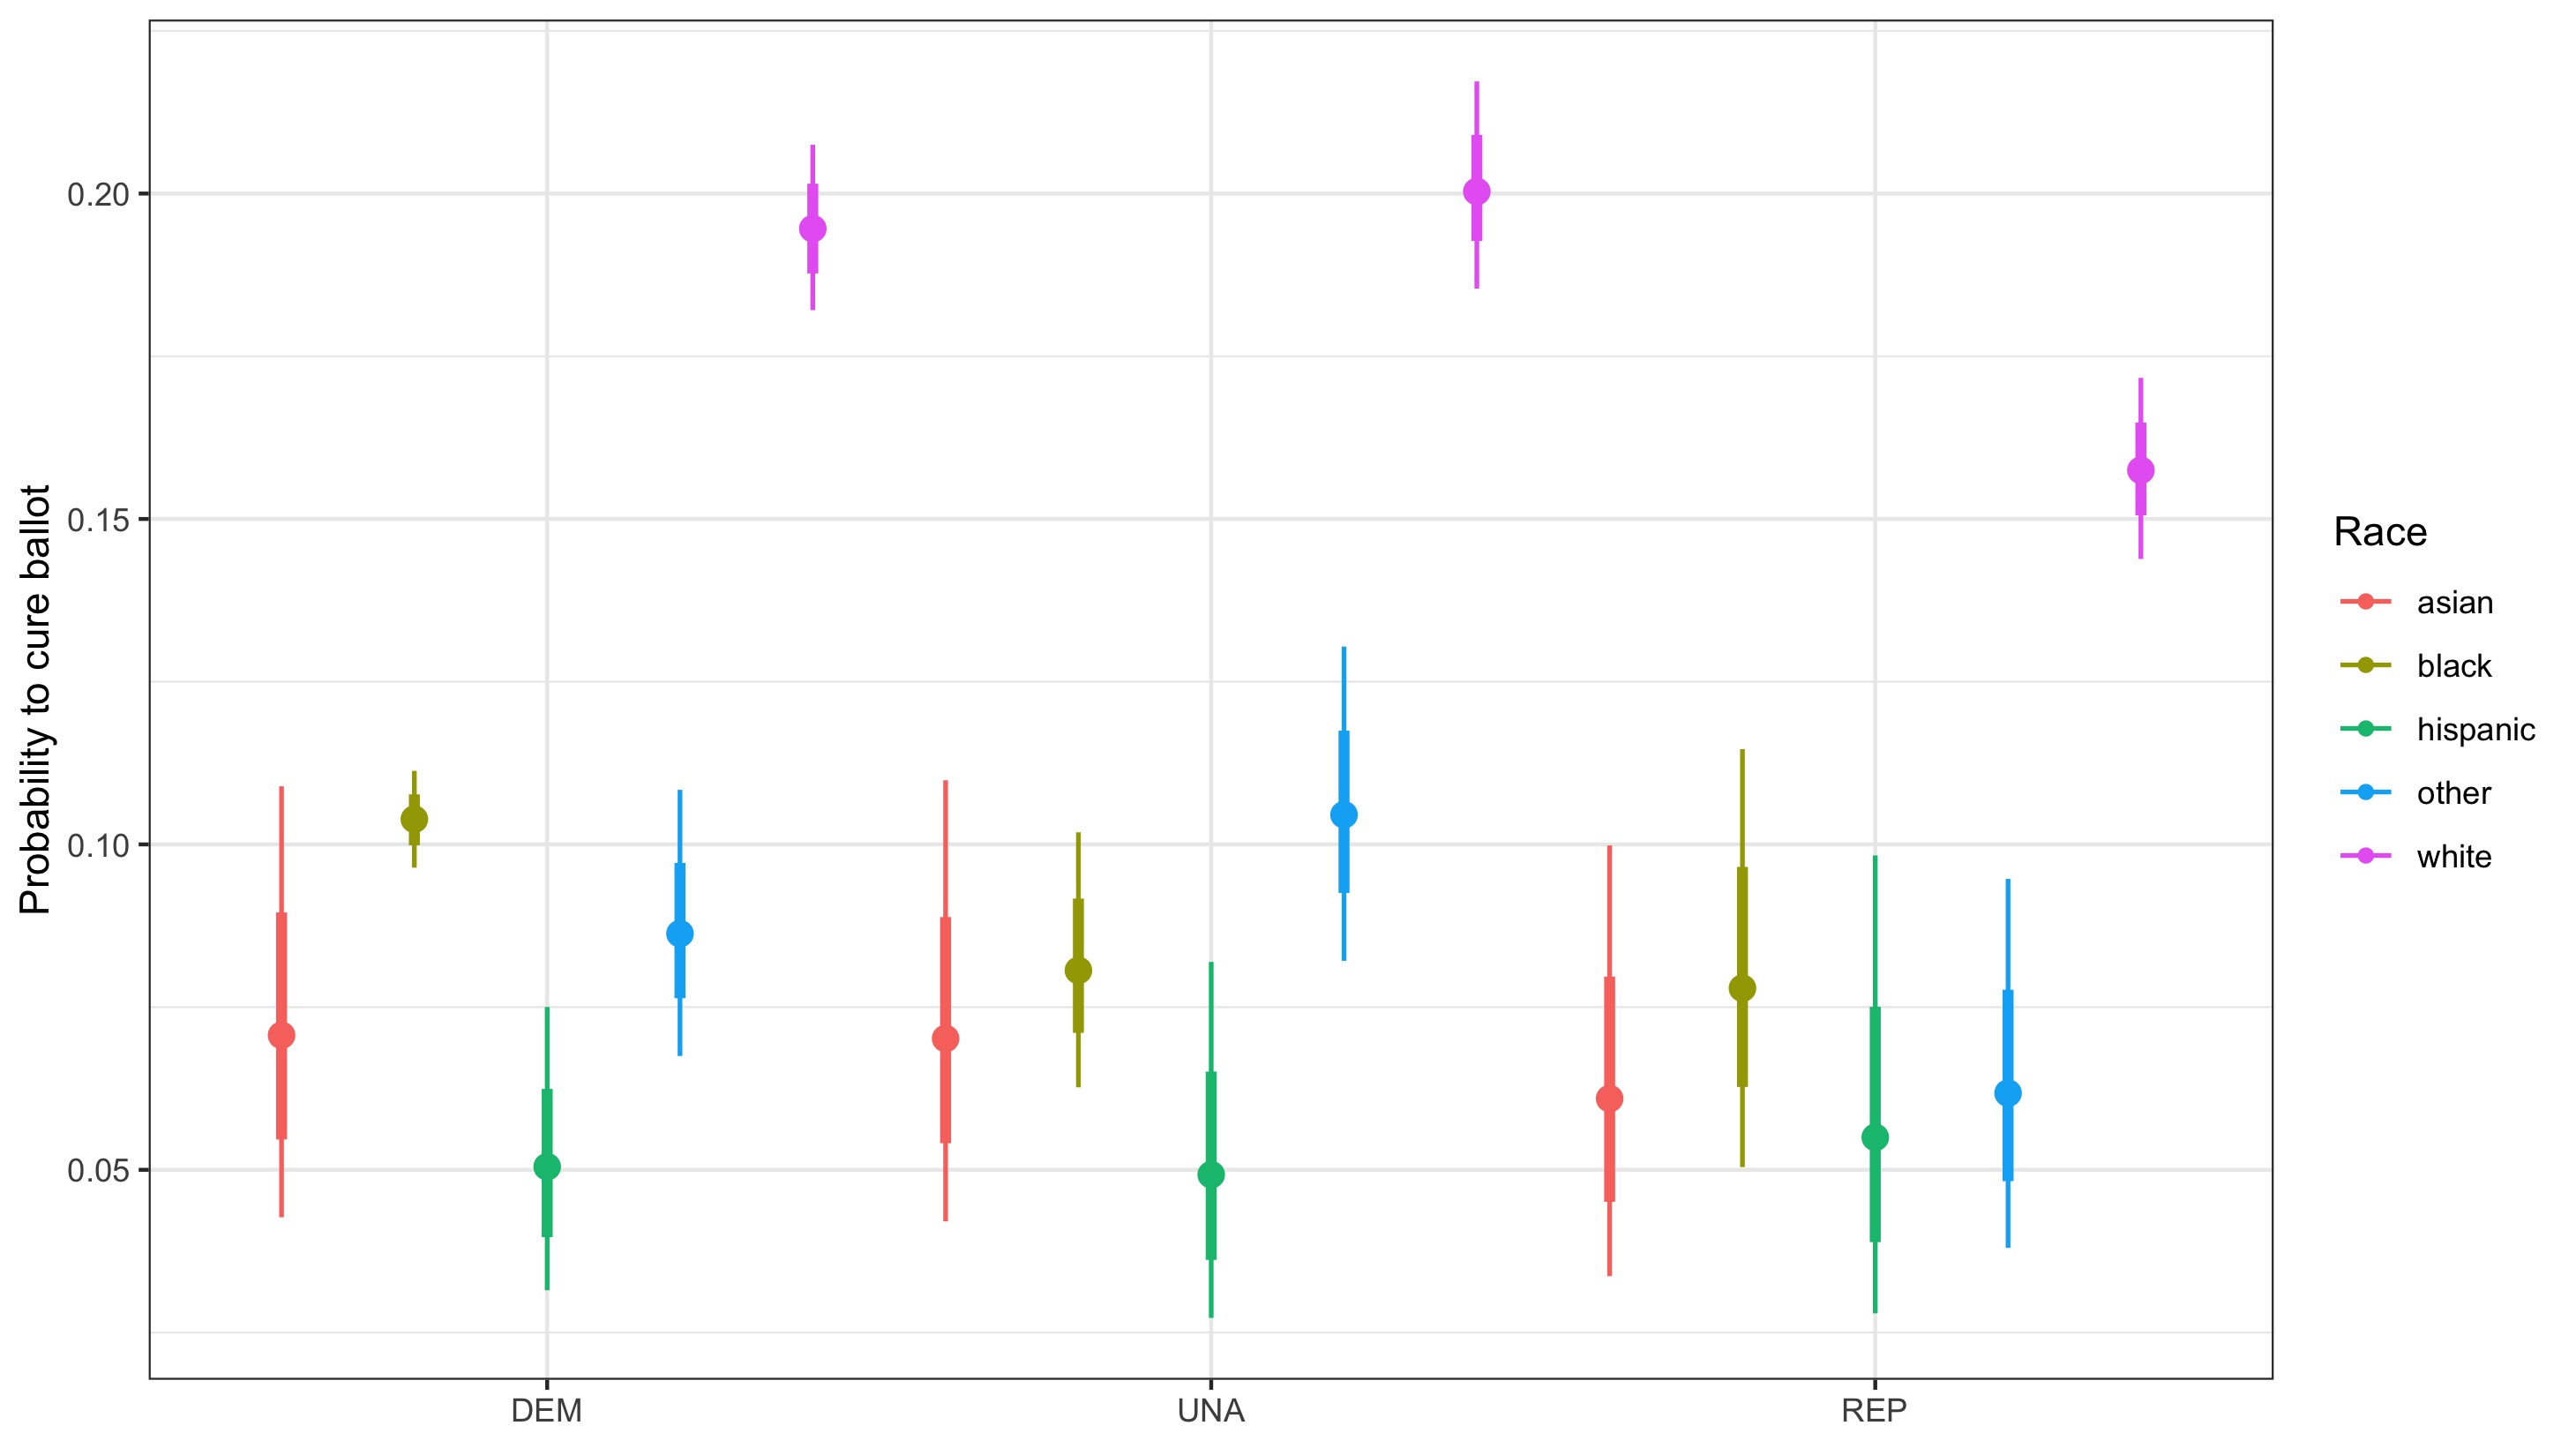 Probability to cure ballot
0.20
0.15
0.10
0.05
DEM
UNA
REP
Race
asian
black
hispanic
other
white